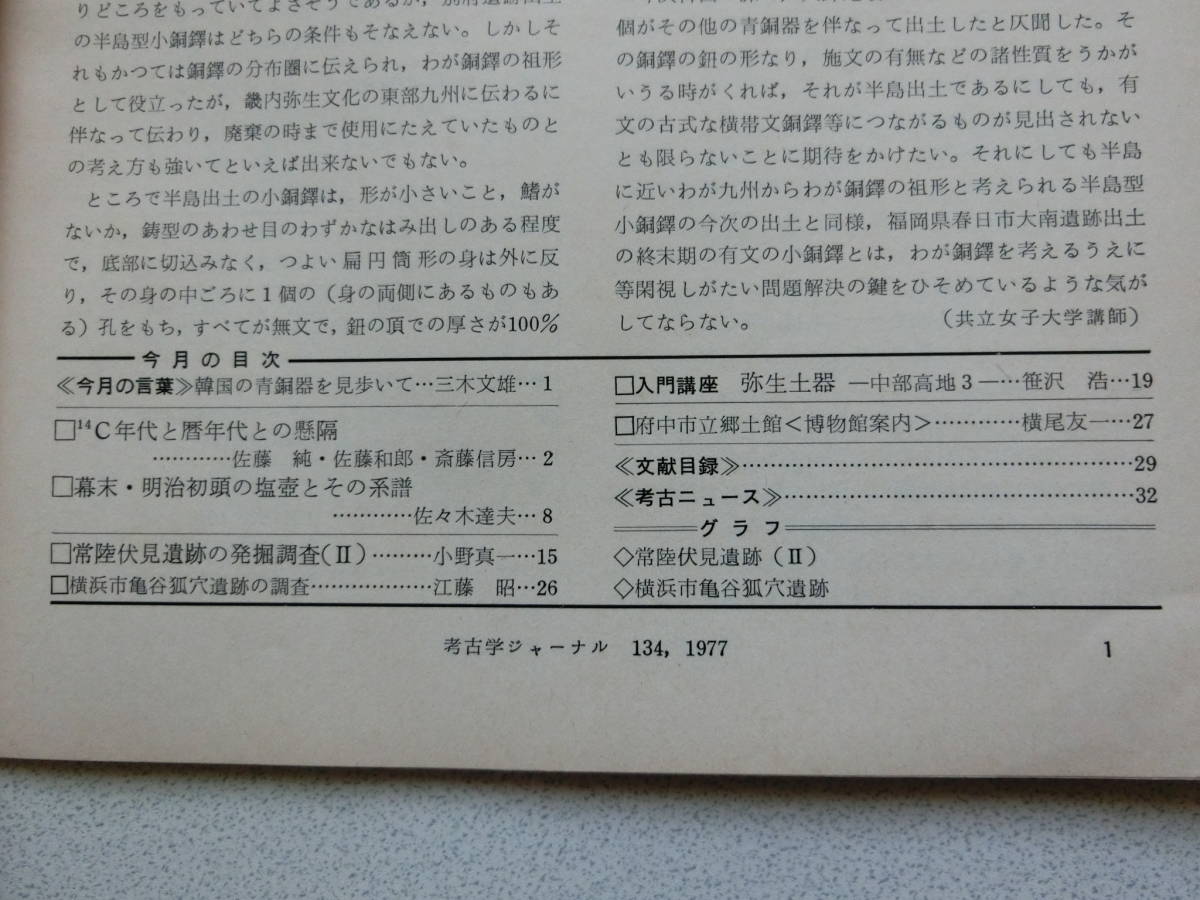 りどころをもっていてよさそうであるが，別府遺跡出土
の半島型小銅鐸はどちらの条件もそなえない。しかしそ
れもかつては銅鐸の分布圏に伝えられ，わが銅鐸の祖形
として役立ったが，畿内弥生文化の東部九州に伝わるに
伴なって伝わり，廃棄の時まで使用にたえていたものと
の考え方も強いてといえば出来ないでもない。
ところで半島出土の小銅鐸は，形が小さいこと，鰭が
ないか，鋳型のあわせ目のわずかなはみ出しのある程度
で，底部に切込みなく，つよい扁円筒形の身は外に反
り，その身の中ごろに1個の（身の両側にあるものもあ
る）孔をもち，すべてが無文で，鈕の頂での厚さが100％
個がその他の青銅器を伴なって出土したと仄聞した。そ
の銅鐸の鈕の形なり，施文の有無などの諸性質をうかが
いうる時がくれば，それが半島出土であるにしても，有
文の古式な横帯文銅鐸等につながるものが見出されない
とも限らないことに期待をかけたい。それにしても半島
に近いわが九州からわが銅鐸の祖形と考えられる半島型
小銅鐸の今次の出土と同様，福岡県春日市大南遺跡出土
の終末期の有文の小銅鐸とは，わが銅鐸を考えるうえに
等閑視しがたい問題解決の鍵をひそめているような気が
してならない。　（共立女子大学講師）
今月の目次
≪今月の言葉≫韓国の青銅器を見歩いて…三木文雄…1
□¹⁴C年代と暦年代との懸隔
…………佐藤　純・佐藤和郎・斎藤信房…2
□幕末・明治初頭の塩壺とその系譜
…………佐々木達夫…8
□常陸伏見遺跡の発掘調査(Ⅱ)………小野真一…15
□横浜市亀谷狐穴遺跡の調査………………江藤　昭…26
□入門講座　弥生土器　―中部高地3―…笹沢　浩…19
□府中市立郷土館＜博物館案内＞…………横尾友一…27
≪文献目録≫…………………………………………29
≪考古ニュース≫……………………………………32
グラフ
◇常陸伏見遺跡（Ⅱ）
◇横浜市亀谷狐穴遺跡
考古学ジャーナル　134，1977
1